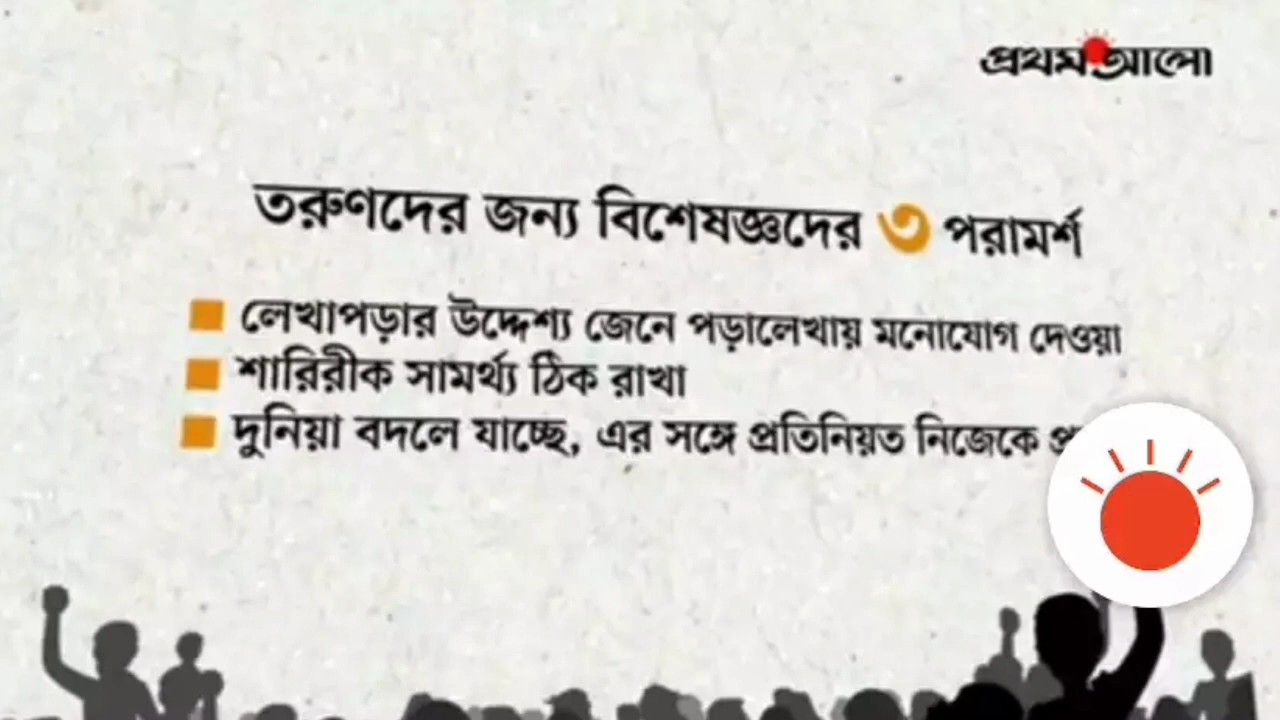 প্রথম আলো
তরুণদের জন্য বিশেষজ্ঞদের ৩ পরামর্শ
লেখাপড়ার উদ্দেশ্য জেনে পড়ালেখায় মনোযোগ দেওয়া
শারিরীক সামর্থ্য ঠিক রাখা
দুনিয়া বদলে যাচ্ছে, এর সঙ্গে প্রতিনিয়ত নিজেকে